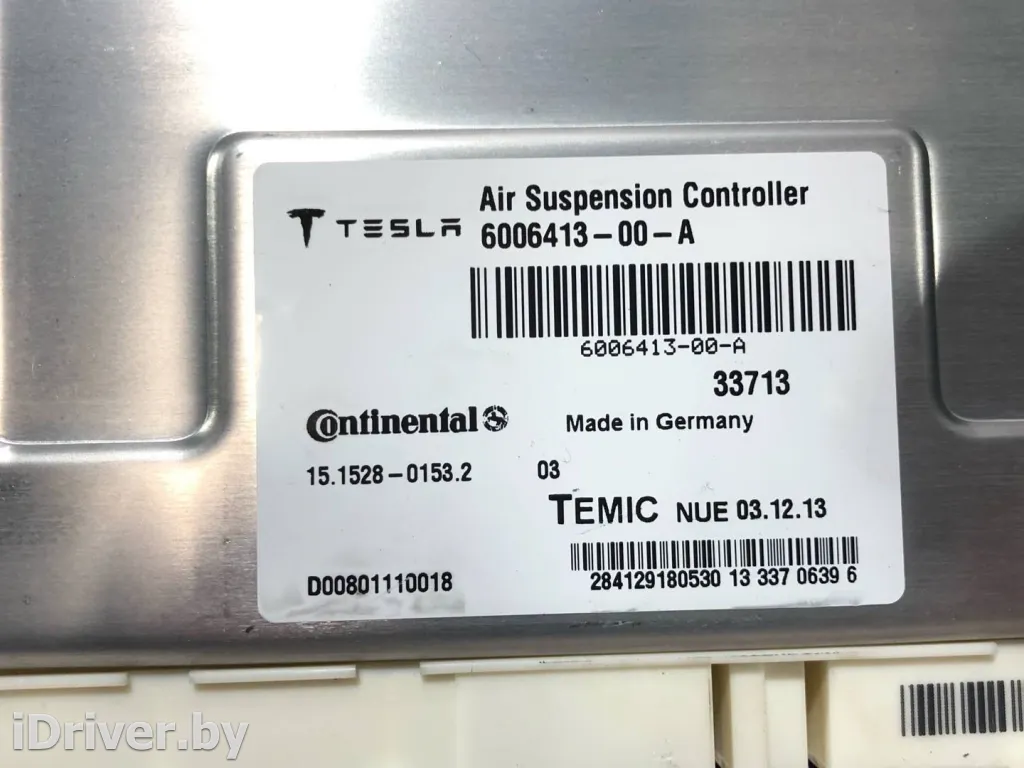 TESLA
Air Suspension Controller
6006413-00-A
6006413-00-A
33713
Continental
Made in Germany
15.1528-0153.2
03
TEMIC NUE 03.12.13
D00801110018
284129180530 13 337 0639 6
iDriver.by